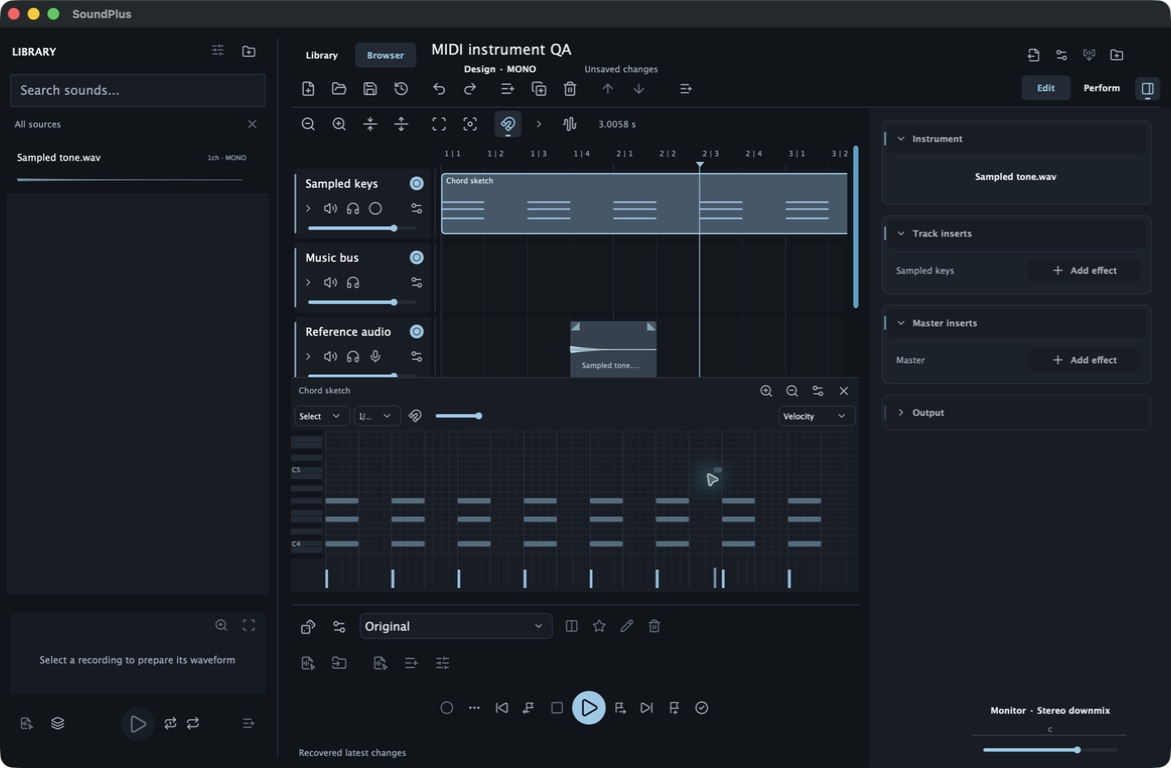 SoundPlus
LIBRARY
Search sounds...
All sources
Sampled tone.wav
1ch · MONO
Select a recording to prepare its waveform
Library
Browser
MIDI instrument QA
Design · MONO
Unsaved changes
Edit
Perform
3.0058 s
1|1
1|2
1|3
1|4
2|1
2|2
2|3
2|4
3|1
3|2
Sampled keys
Chord sketch
Music bus
Reference audio
Sampled tone....
Chord sketch
Select
1/...
Velocity
C5
C4
Original
Recovered latest changes
Instrument
Sampled tone.wav
Track inserts
Sampled keys
Add effect
Master inserts
Master
Add effect
Output
Monitor · Stereo downmix
C